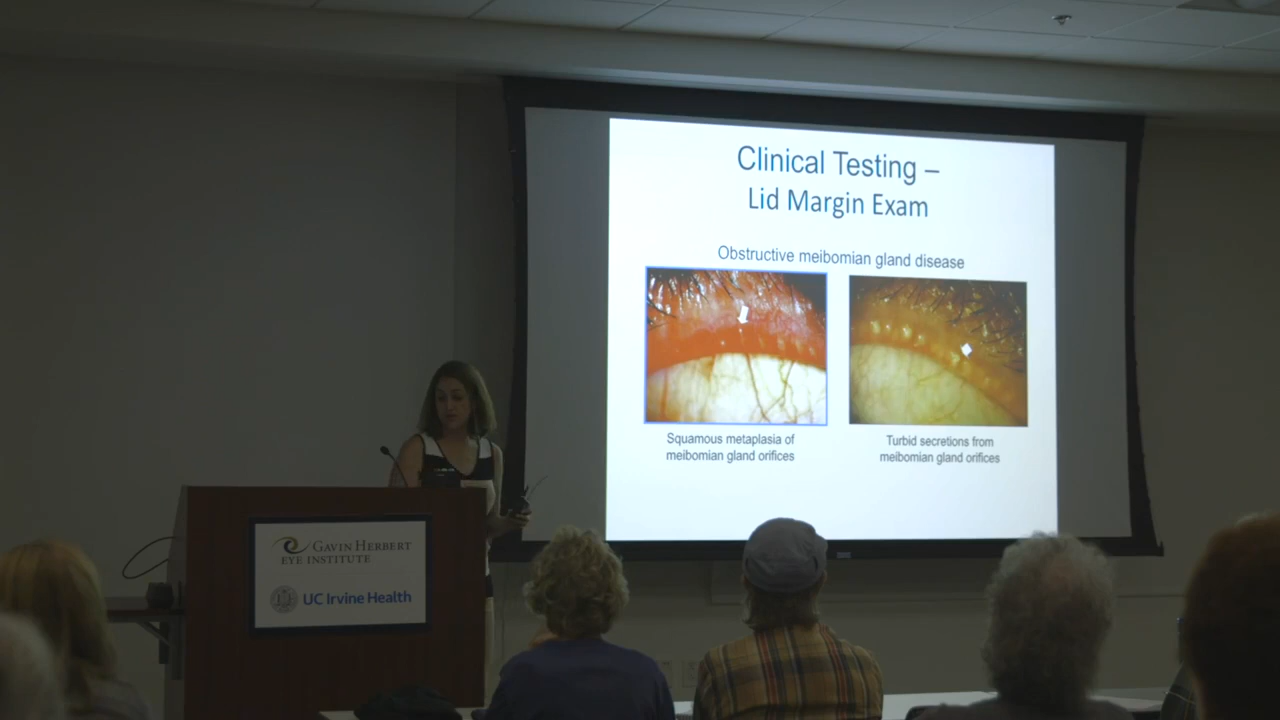 Clinical Testing –
Lid Margin Exam
Obstructive meibomian gland disease
Squamous metaplasia of
meibomian gland orifices
Turbid secretions from
meibomian gland orifices
GAVIN HERBERT
EYE INSTITUTE
UC Irvine Health